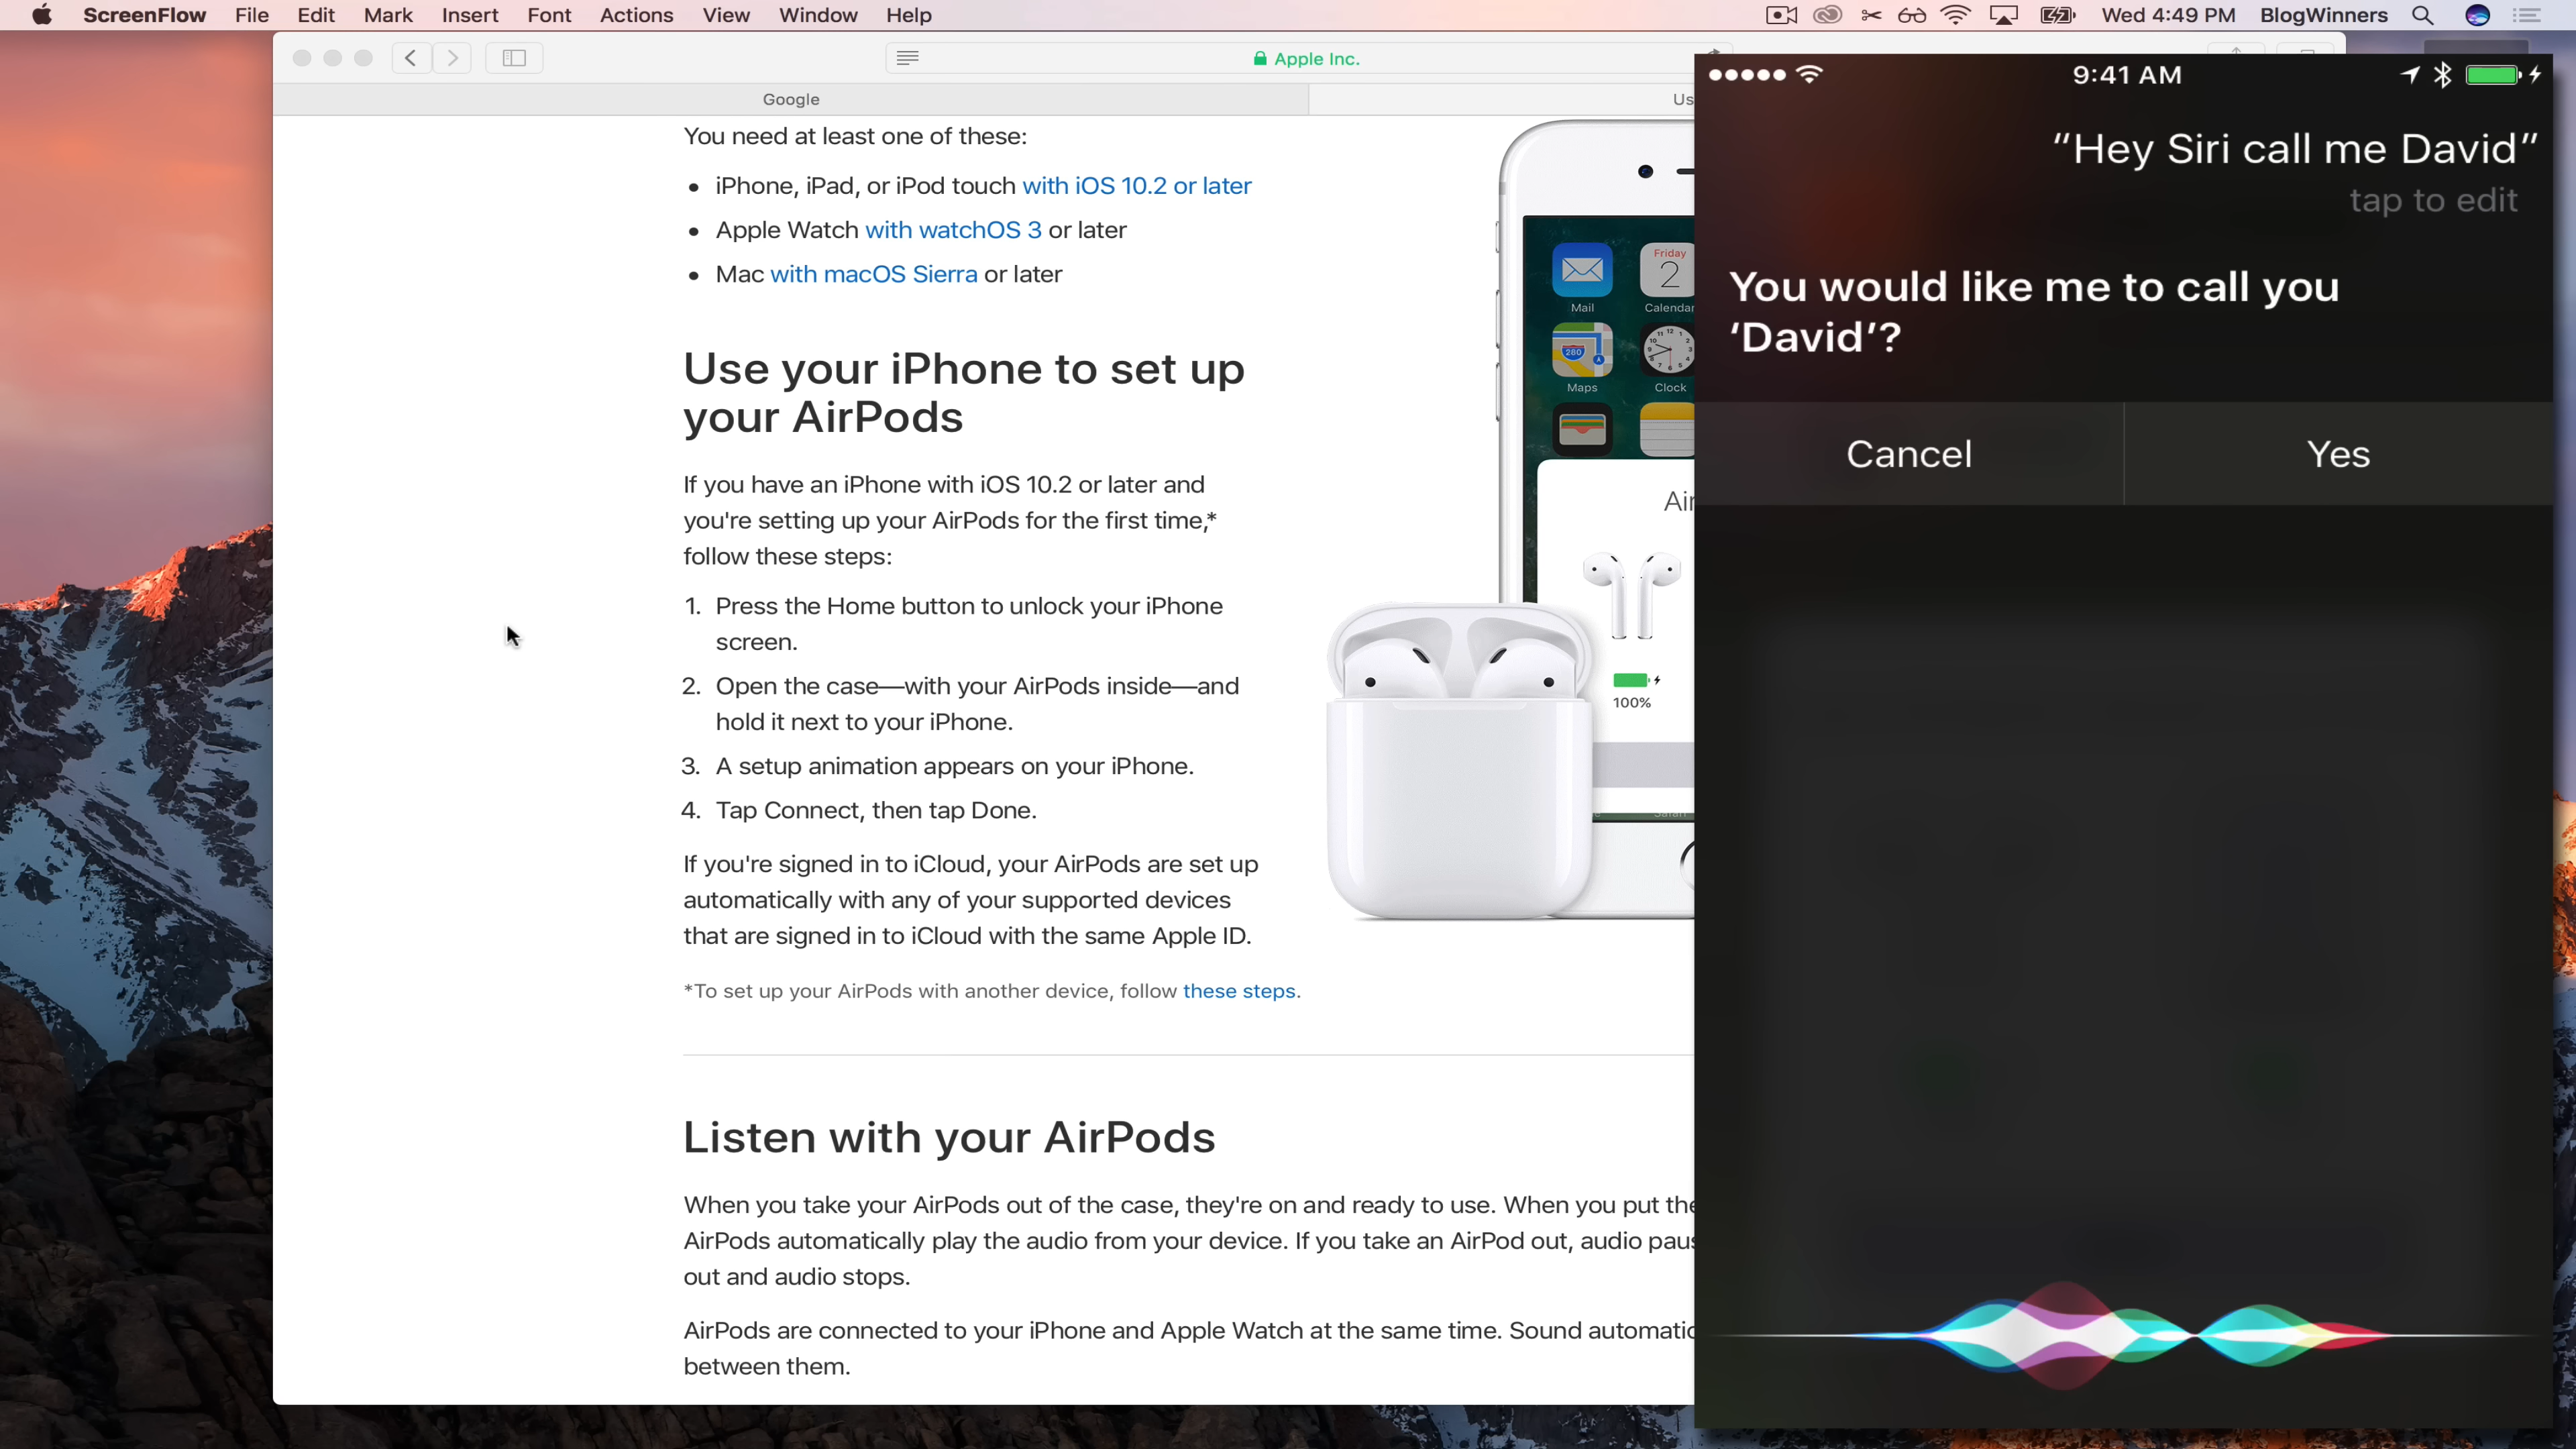 ScreenFlow File Edit Mark Insert Font Actions View Window Help Wed 4:49 PM BlogWinners
Apple Inc.
Google Us
You need at least one of these:
• iPhone, iPad, or iPod touch with iOS 10.2 or later
• Apple Watch with watchOS 3 or later
• Mac with macOS Sierra or later
Use your iPhone to set up
your AirPods
If you have an iPhone with iOS 10.2 or later and
you're setting up your AirPods for the first time,*
follow these steps:
1. Press the Home button to unlock your iPhone
screen.
2. Open the case—with your AirPods inside—and
hold it next to your iPhone.
3. A setup animation appears on your iPhone.
4. Tap Connect, then tap Done.
If you're signed in to iCloud, your AirPods are set up
automatically with any of your supported devices
that are signed in to iCloud with the same Apple ID.
*To set up your AirPods with another device, follow these steps.
Friday
2
Mail Calendar
280
Maps Clock
Air
100%
Safari
Listen with your AirPods
When you take your AirPods out of the case, they're on and ready to use. When you put the
AirPods automatically play the audio from your device. If you take an AirPod out, audio paus
out and audio stops.
AirPods are connected to your iPhone and Apple Watch at the same time. Sound automatic
between them.
9:41 AM
“Hey Siri call me David”
tap to edit
You would like me to call you
‘David’?
Cancel Yes